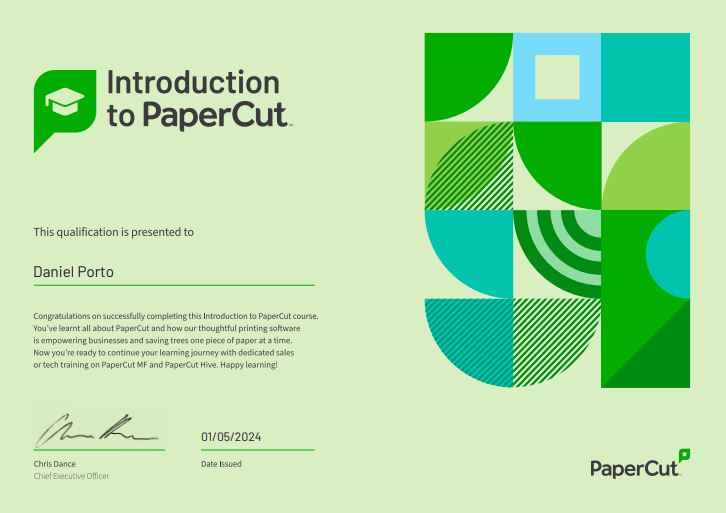 Introduction
to PaperCut™
This qualification is presented to
Daniel Porto
Congratulations on successfully completing this Introduction to PaperCut course.
You've learnt all about PaperCut and how our thoughtful printing software
is empowering businesses and saving trees one piece of paper at a time.
Now you're ready to continue your learning journey with dedicated sales
or tech training on PaperCut MF and PaperCut Hive. Happy learning!
01/05/2024
Chris Dance
Date Issued
Chief Executive Officer
PaperCut™